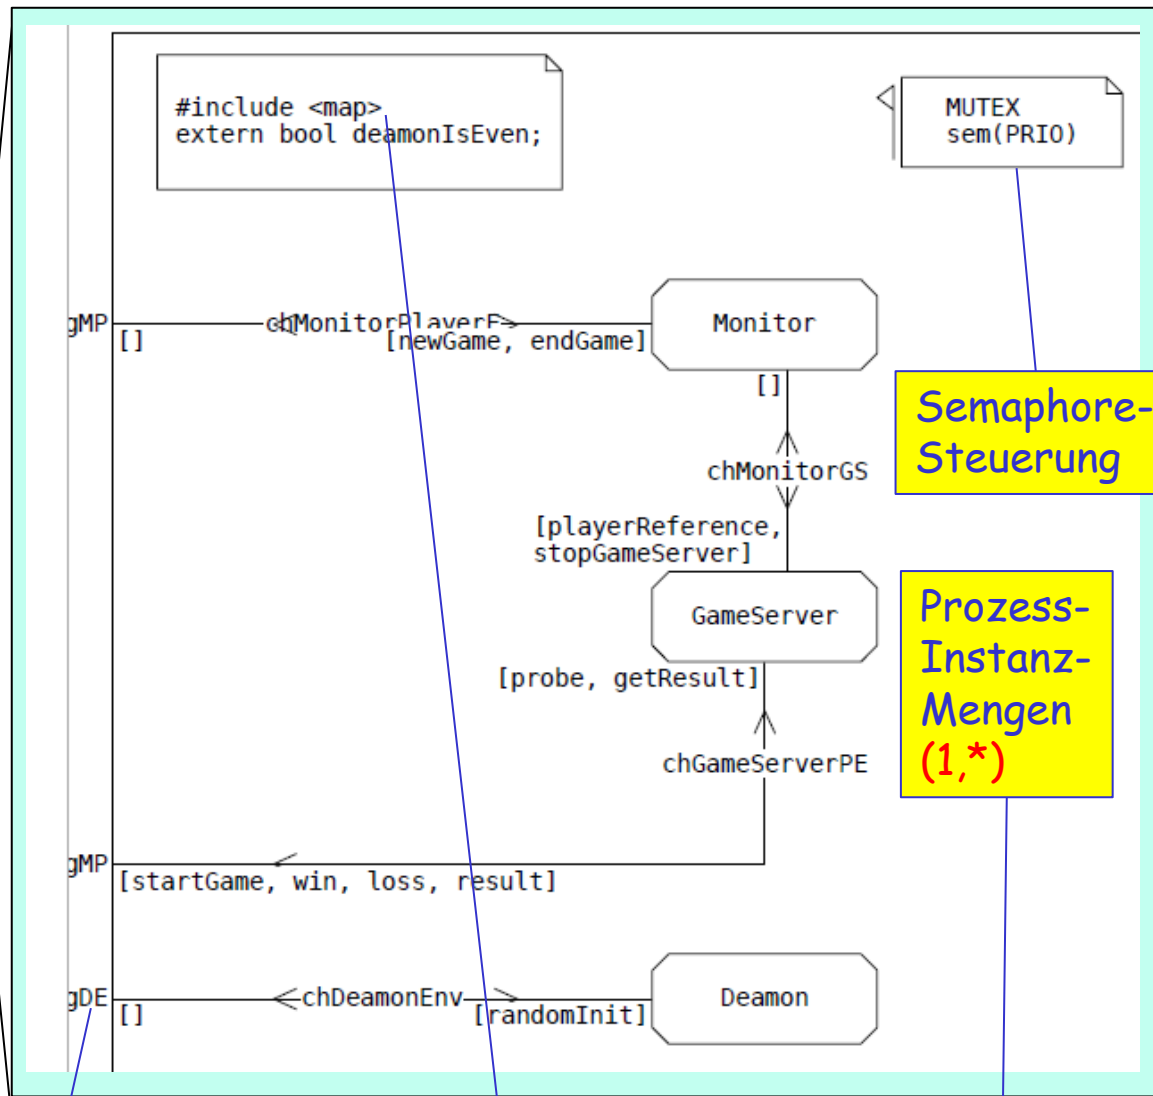 #include <map>
extern bool deamonIsEven;
MUTEX
sem(PRIO)
gMP
chMonitorPlayerE
Monitor
[]
[newGame, endGame]
[]
Semaphore-
Steuerung
chMonitorGS
[playerReference,
stopGameServer]
GameServer
Prozess-
Instanz-
Mengen
(1,*)
[probe, getResult]
chGameServerPE
gMP
[startGame, win, loss, result]
gDE
chDeamonEnv
Deamon
[]
[randomInit]